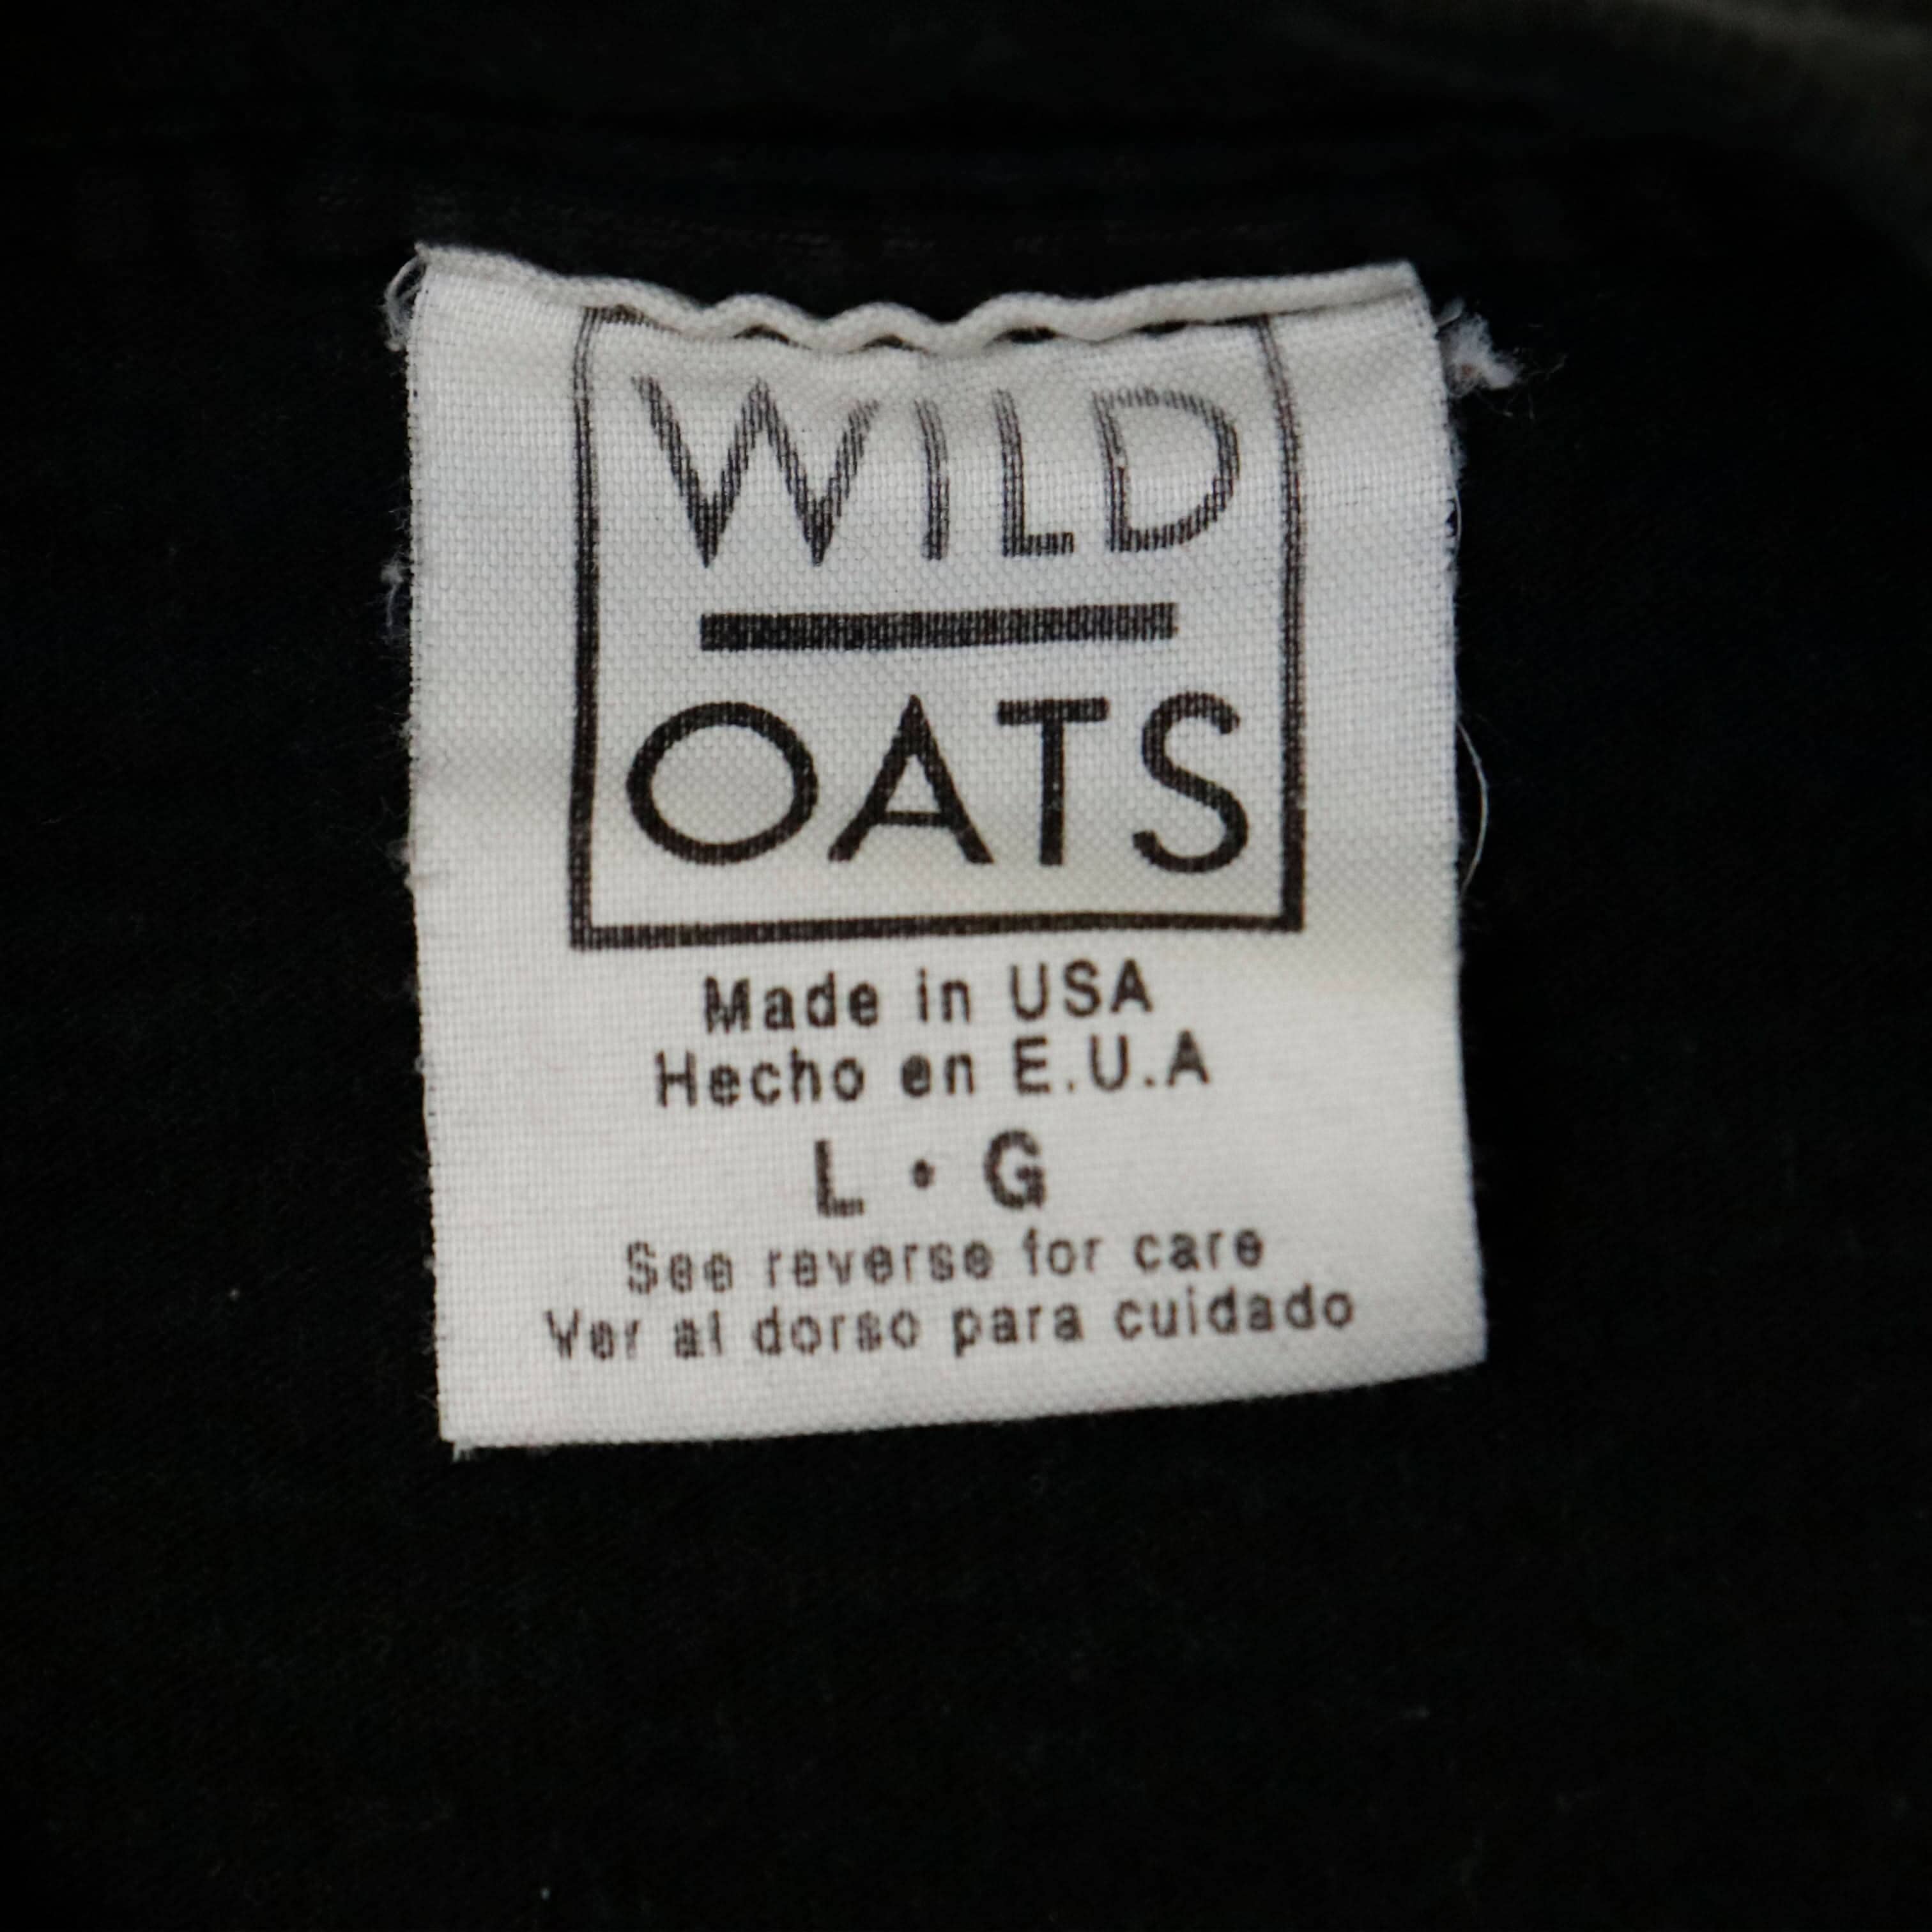 WILD
OATS
Made in USA
Hecho en E.U.A
L • G
See reverse for care
Ver al dorso para cuidado